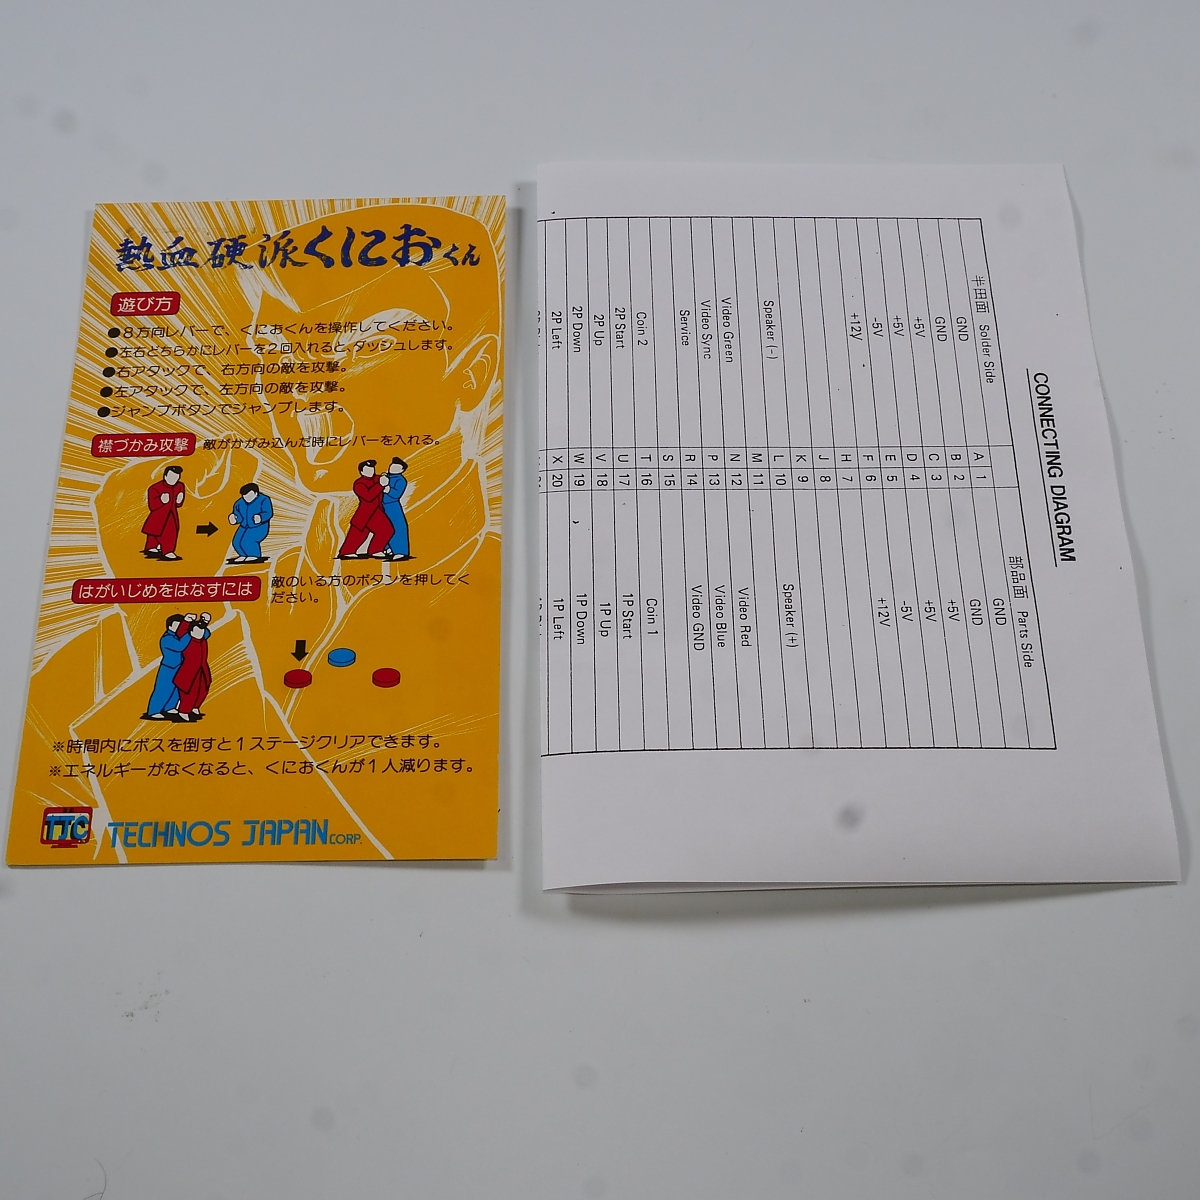 熱血硬派くにおくん
遊び方
●8方向レバーで、くにおくんを操作してください。
●左右どちらかにレバーを2回入れると、ダッシュします。
●右アタックで、右方向の敵を攻撃。
●左アタックで、左方向の敵を攻撃。
●ジャンプボタンでジャンプします。
襟づかみ攻撃 敵がかがみ込んだ時にレバーを入れる。
はがいじめをはなすには 敵のいる方のボタンを押してく
ださい。
※時間内にボスを倒すと1ステージクリアできます。
※エネルギーがなくなると、くにおくんが1人減ります。
TJC TECHNOS JAPAN CORP.
CONNECTING DIAGRAM
半田面 Solder Side 部品面 Parts Side
GND A 1 GND
GND B 2 GND
+5V C 3 +5V
+5V D 4 +5V
-5V E 5 -5V
+12V F 6 +12V
H 7
J 8
K 9
Speaker (-) L 10 Speaker (+)
M 11
Video Green N 12 Video Red
Video Sync P 13 Video Blue
Service R 14 Video GND
S 15
Coin 2 T 16 Coin 1
2P Start U 17 1P Start
2P Up V 18 1P Up
2P Down W 19 1P Down
2P Left X 20 1P Left